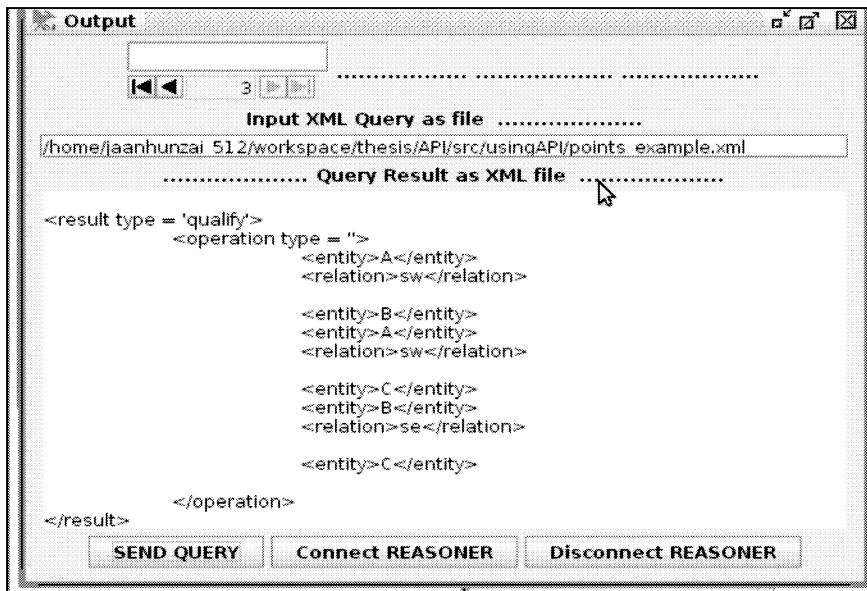 Output
3
.................. ................... ...................
Input XML Query as file ....................
/home/jaanhunzai_512/workspace/thesis/API/src/usingAPI/points_example.xml
.................... Query Result as XML file ....................
<result type = 'qualify'>
<operation type = ''>
<entity>A</entity>
<relation>sw</relation>
<entity>B</entity>
<entity>A</entity>
<relation>sw</relation>
<entity>C</entity>
<entity>B</entity>
<relation>se</relation>
<entity>C</entity>
</operation>
</result>
SEND QUERY Connect REASONER Disconnect REASONER